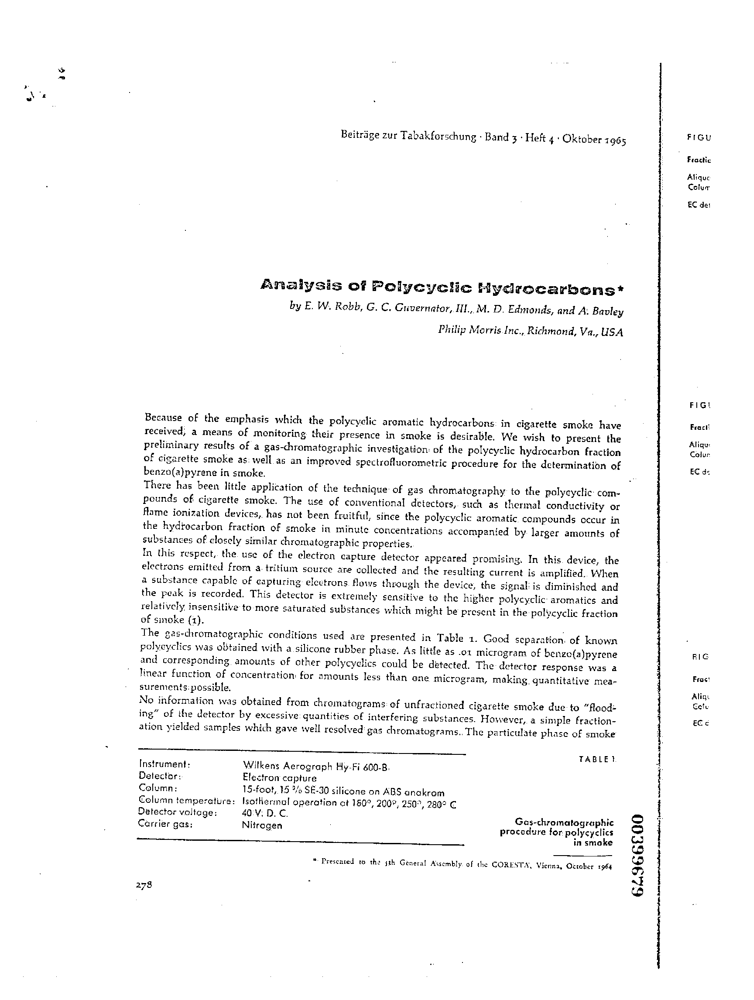 Beiträge zur Tabakforschung · Band 3 · Heft 4 · Oktober 1965
Analysis of Polycyclic Hydrocarbons*
by E. W. Robb, G. C. Guvernator, III., M. D. Edmonds, and A. Bavley
Philip Morris Inc., Richmond, Va., USA
Because of the emphasis which the polycyclic aromatic hydrocarbons in cigarette smoke have
received, a means of monitoring their presence in smoke is desirable. We wish to present the
preliminary results of a gas-chromatographic investigation of the polycyclic hydrocarbon fraction
of cigarette smoke as well as an improved spectrofluorometric procedure for the determination of
benzo(a)pyrene in smoke.
There has been little application of the technique of gas chromatography to the polycyclic com-
pounds of cigarette smoke. The use of conventional detectors, such as thermal conductivity or
flame ionization devices, has not been fruitful, since the polycyclic aromatic compounds occur in
the hydrocarbon fraction of smoke in minute concentrations accompanied by larger amounts of
substances of closely similar chromatographic properties.
In this respect, the use of the electron capture detector appeared promising. In this device, the
electrons emitted from a tritium source are collected and the resulting current is amplified. When
a substance capable of capturing electrons flows through the device, the signal is diminished and
the peak is recorded. This detector is extremely sensitive to the higher polycyclic aromatics and
relatively insensitive to more saturated substances which might be present in the polycyclic fraction
of smoke (1).
The gas-chromatographic conditions used are presented in Table 1. Good separation of known
polycyclics was obtained with a silicone rubber phase. As little as .01 microgram of benzo(a)pyrene
and corresponding amounts of other polycyclics could be detected. The detector response was a
linear function of concentration for amounts less than one microgram, making quantitative mea-
surements possible.
No information was obtained from chromatograms of unfractioned cigarette smoke due to "flood-
ing" of the detector by excessive quantities of interfering substances. However, a simple fraction-
ation yielded samples which gave well resolved gas chromatograms. The particulate phase of smoke
TABLE 1
Instrument: Wilkens Aerograph Hy-Fi 600-B
Detector: Electron capture
Column: 15-foot, 15 % SE-30 silicone on ABS anakrom
Column temperature: Isothermal operation at 160°, 200°, 250°, 280° C
Detector voltage: 40 V. D. C.
Carrier gas: Nitrogen
Gas-chromatographic
procedure for polycyclics
in smoke
* Presented to the 5th General Assembly of the CORESTA, Vienna, October 1964
278
00399679
FIGU
Fractio
Aliquo
Colum
EC det
FIG
Fracti
Aliqu
Colur
EC de
FIG
Fract
Aliq
EC